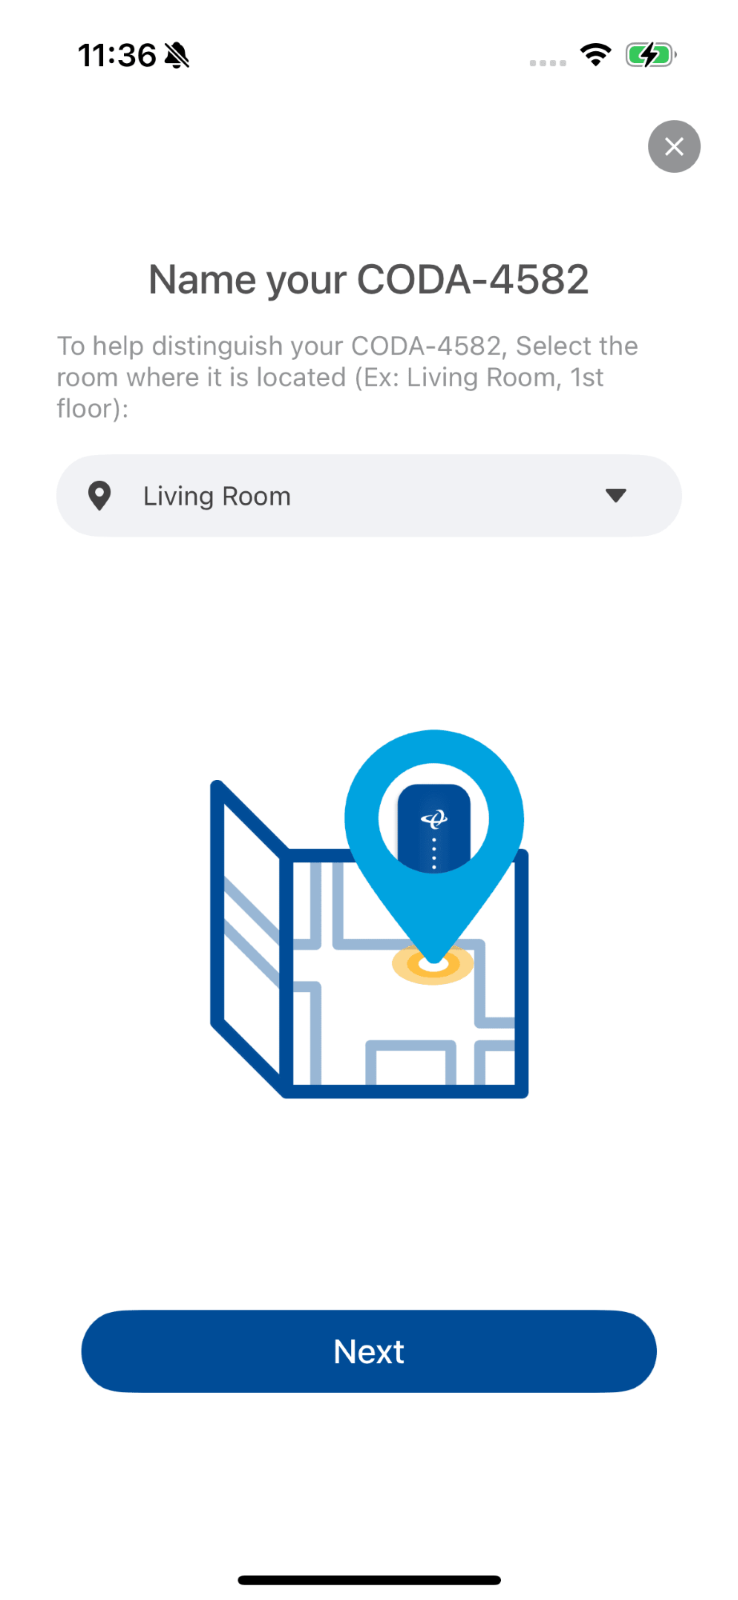 11:36
Name your CODA-4582
To help distinguish your CODA-4582, Select the
room where it is located (Ex: Living Room, 1st
floor):
Living Room
Next